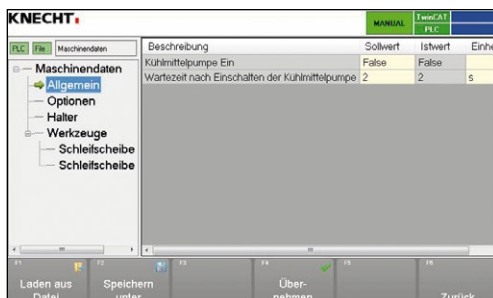 KNECHT.
MANUAL
TwinCAT
PLC
PLC File Maschinendaten
Beschreibung Sollwert Istwert Einhe
Kühlmittelpumpe Ein False False
Wartezeit nach Einschalten der Kühlmittelpumpe 2 2 s
Maschinendaten
Allgemein
Optionen
Halter
Werkzeuge
Schleifscheibe
Schleifscheibe
F1 F2 F3 F4 F5 F6
Laden aus Datei
Speichern unter
Über-
nehmen
Zurück